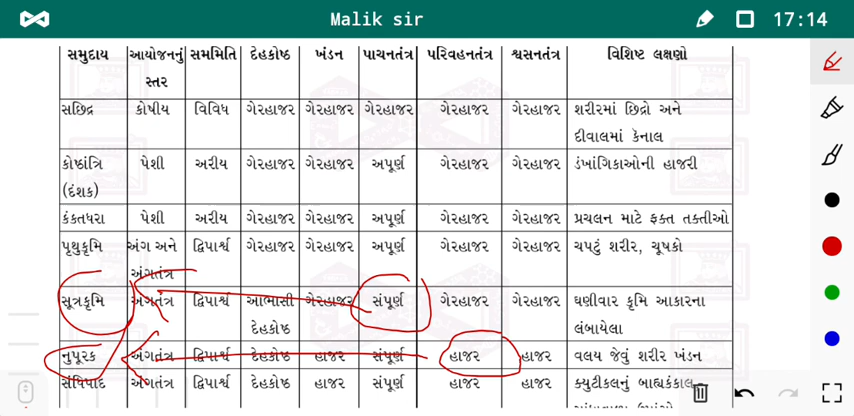 Malik sir 17:14
સમુદાય આયોજનનું સ્તર સમમિતિ દેહકોષ્ઠ ખંડન પાચનતંત્ર પરિવહનતંત્ર શ્વસનતંત્ર વિશિષ્ટ લક્ષણો
સછિદ્ર કોષીય વિવિધ ગેરહાજર ગેરહાજર ગેરહાજર ગેરહાજર ગેરહાજર શરીરમાં છિદ્રો અને દીવાલમાં કૅનાલ
કોષ્ઠાંત્રિ (દંશક) પેશી અરીય ગેરહાજર ગેરહાજર અપૂર્ણ ગેરહાજર ગેરહાજર ડંખાંગિકાઓની હાજરી
કંકતધરા પેશી અરીય ગેરહાજર ગેરહાજર અપૂર્ણ ગેરહાજર ગેરહાજર પ્રચલન માટે ફક્ત તક્તીઓ
પૃથુકૃમિ અંગ અને અંગતંત્ર દ્વિપાર્શ્વ ગેરહાજર ગેરહાજર અપૂર્ણ ગેરહાજર ગેરહાજર ચપટું શરીર, ચૂષકો
સૂત્રકૃમિ અંગતંત્ર દ્વિપાર્શ્વ આભાસી દેહકોષ્ઠ ગેરહાજર સંપૂર્ણ ગેરહાજર ગેરહાજર ઘણીવાર કૃમિ આકારના લંબાયેલા
નુપૂરક અંગતંત્ર દ્વિપાર્શ્વ દેહકોષ્ઠ હાજર સંપૂર્ણ હાજર હાજર વલય જેવું શરીર ખંડન
સંધિપાદ અંગતંત્ર દ્વિપાર્શ્વ દેહકોષ્ઠ હાજર સંપૂર્ણ હાજર હાજર ક્યુટીકલનું બાહ્યકંકાલ